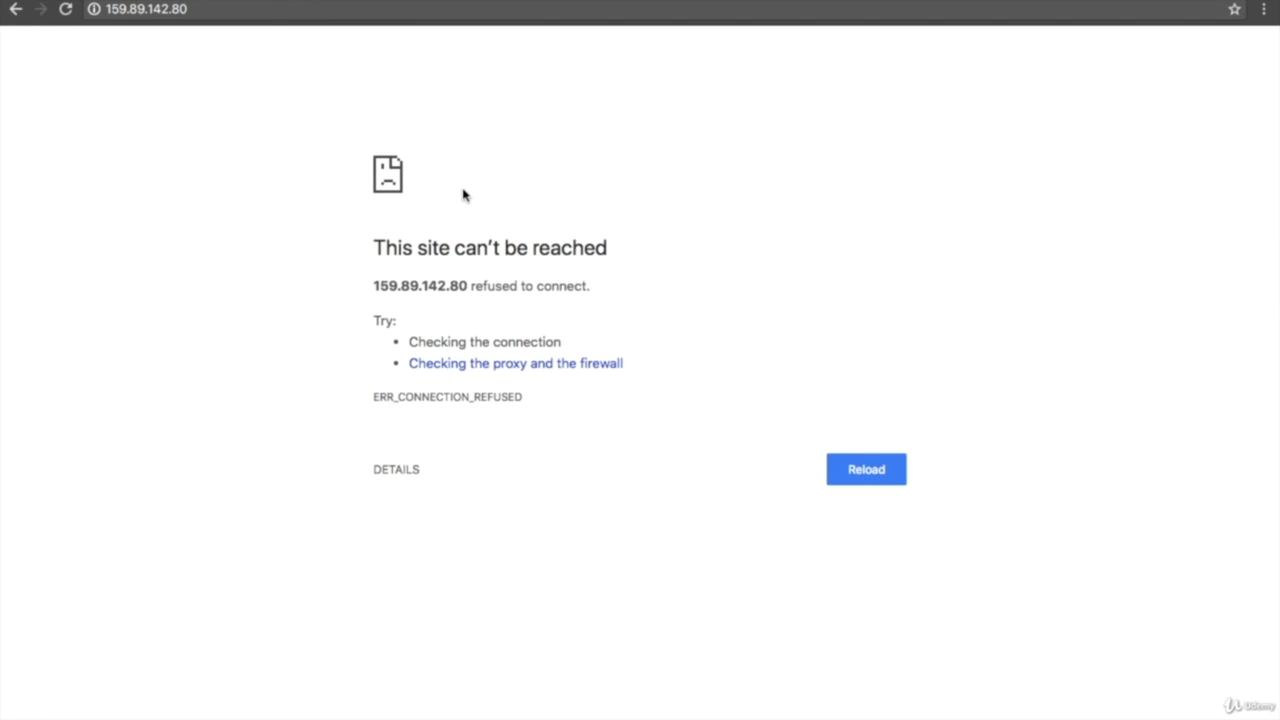 159.89.142.80
This site can't be reached
159.89.142.80 refused to connect.
Try:
• Checking the connection
• Checking the proxy and the firewall
ERR_CONNECTION_REFUSED
DETAILS
Reload
Udemy